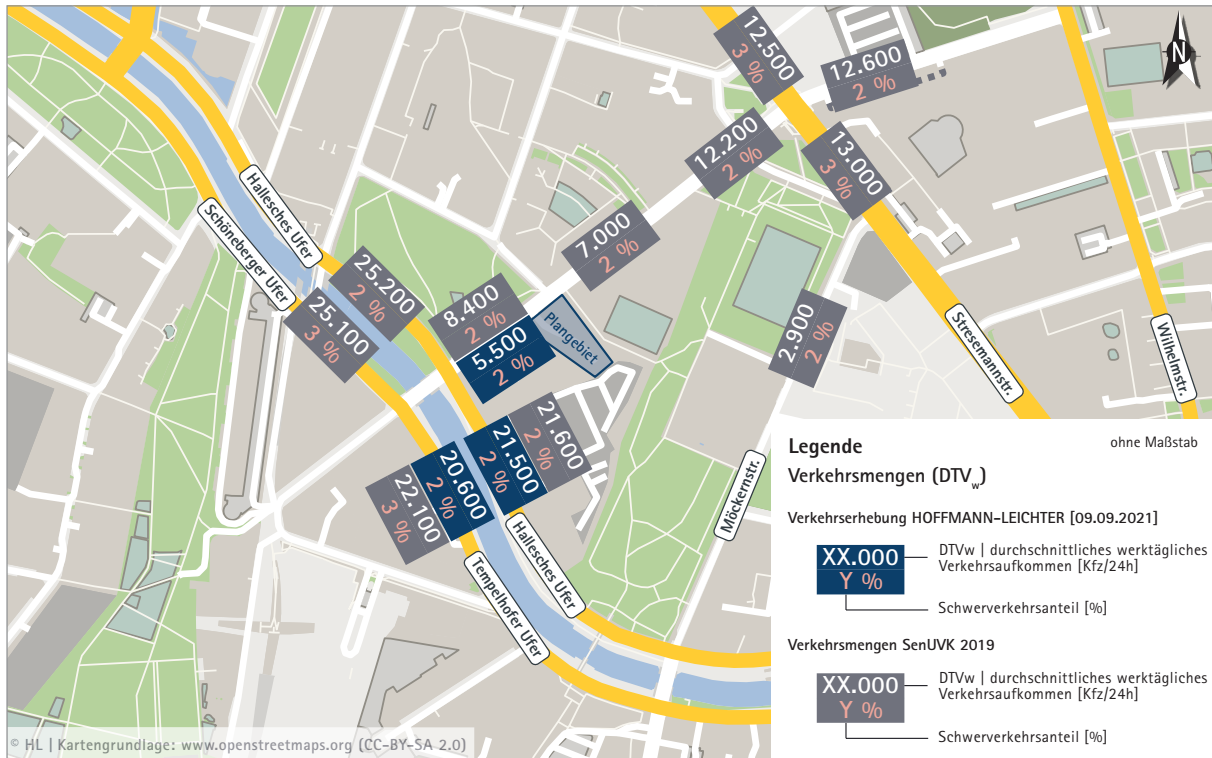 12.500
3 %
12.600
2 %
N
12.200
2 %
13.000
3 %
Hallesches Ufer
Schöneberger Ufer
7.000
2 %
25.200
2 %
25.100
3 %
8.400
2 %
5.500
2 %
Plangebiet
2.900
2 %
Stresemannstr.
Wilhelmstr.
21.600
2 %
21.500
2 %
20.600
2 %
22.100
3 %
Möckernstr.
Hallesches Ufer
Tempelhofer Ufer
Legende
ohne Maßstab
Verkehrsmengen (DTVw)
Verkehrserhebung HOFFMANN-LEICHTER [09.09.2021]
XX.000
Y %
DTVw | durchschnittliches werktägliches
Verkehrsaufkommen [Kfz/24h]
Schwerverkehrsanteil [%]
Verkehrsmengen SenUVK 2019
XX.000
Y %
DTVw | durchschnittliches werktägliches
Verkehrsaufkommen [Kfz/24h]
Schwerverkehrsanteil [%]
© HL | Kartengrundlage: www.openstreetmaps.org (CC-BY-SA 2.0)